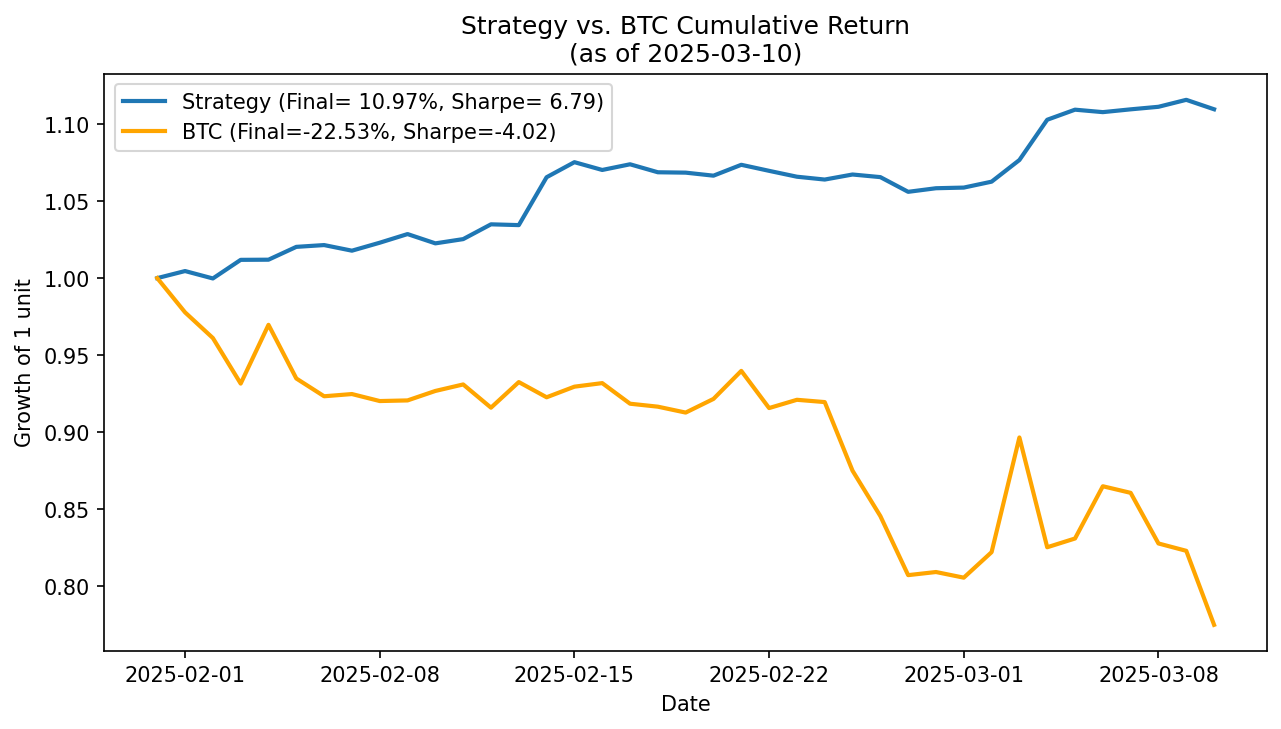 Strategy vs. BTC Cumulative Return
(as of 2025-03-10)
Strategy (Final= 10.97%, Sharpe= 6.79)
BTC (Final=-22.53%, Sharpe=-4.02)
Growth of 1 unit
1.10
1.05
1.00
0.95
0.90
0.85
0.80
2025-02-01
2025-02-08
2025-02-15
2025-02-22
2025-03-01
2025-03-08
Date